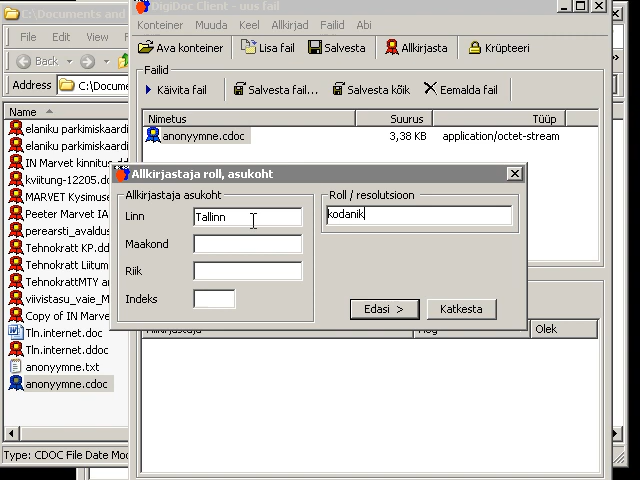 C:\Documents and
DigiDoc Client - uus fail
File Edit View
Konteiner Muuda Keel Allkirjad Failid Abi
Back
Ava konteiner Lisa fail Salvesta Allkirjasta Krüpteeri
Address C:\Docume
Failid
Käivita fail Salvesta fail... Salvesta kõik Eemalda fail
Name
Nimetus Suurus Tüüp
anonyymne.cdoc 3,38 KB application/octet-stream
elaniku parkimiskaardi
elaniku parkimiskaardi
IN Marvet kinnitus.dd
kviitung-12205.dd
MARVET Kysimuse
Peeter Marvet IA
perearsti_avaldus
Tehnokratt KP.dd
Tehnokratt Liitum
TehnokrattMTY ar
viivistasu_vaie_M
Copy of IN Marvet
Tln.internet.doc
Tln.internet.ddoc
anonyymne.txt
anonyymne.cdoc
Allkirjastaja roll, asukoht
Allkirjastaja asukoht
Linn Tallinn
Maakond
Riik
Indeks
Roll / resolutsioon
kodanik
Edasi >
Katkesta
Olek
Type: CDOC File Date Mod